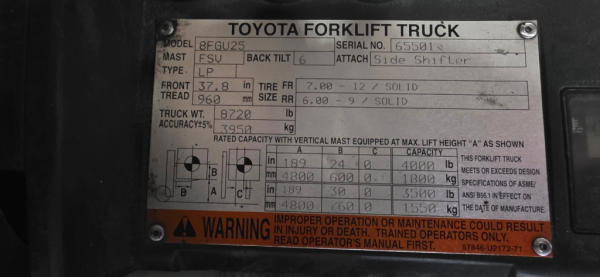 TOYOTA FORKLIFT TRUCK
MODEL 8FGU25 SERIAL NO. 65501
MAST FSV BACK TILT 6 ATTACH Side Shifter
TYPE LP
FRONT TREAD 37.8 in TIRE SIZE FR 7.00 - 12 / SOLID
960 mm RR 6.00 - 9 / SOLID
TRUCK WT. 8720 lb
ACCURACY±5% 3950 kg
RATED CAPACITY WITH VERTICAL MAST EQUIPPED AT MAX. LIFT HEIGHT "A" AS SHOWN
A B C CAPACITY
in 189 24 0 4000 lb
mm 4800 600 0 1800 kg
in 189 30 0 3500 lb
mm 4800 760 0 1550 kg
B
B A C
THIS FORKLIFT TRUCK
MEETS OR EXCEEDS DESIGN
SPECIFICATIONS OF ASME/
ANSI B56.1 IN EFFECT ON
THE DATE OF MANUFACTURE.
WARNING
IMPROPER OPERATION OR MAINTENANCE COULD RESULT
IN INJURY OR DEATH. TRAINED OPERATORS ONLY.
READ OPERATOR'S MANUAL FIRST.
57846-U2172-71